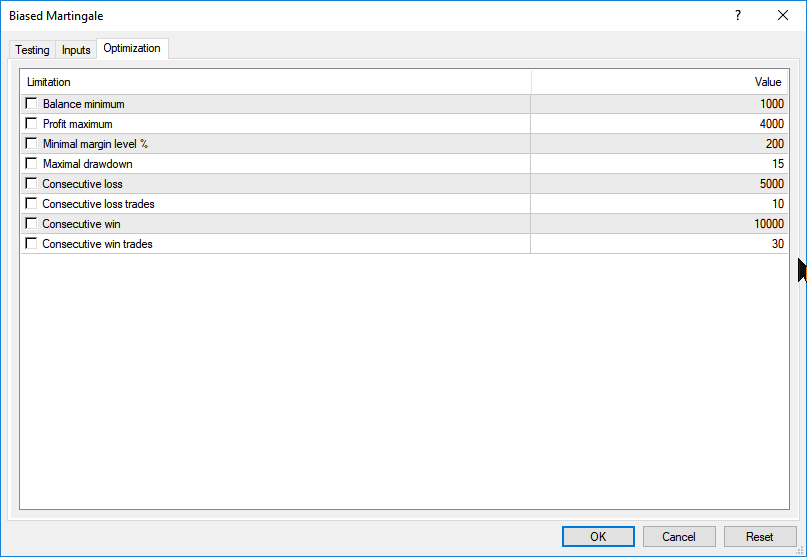 Biased Martingale ?
Testing Inputs Optimization
Limitation Value
Balance minimum 1000
Profit maximum 4000
Minimal margin level % 200
Maximal drawdown 15
Consecutive loss 5000
Consecutive loss trades 10
Consecutive win 10000
Consecutive win trades 30
OK Cancel Reset